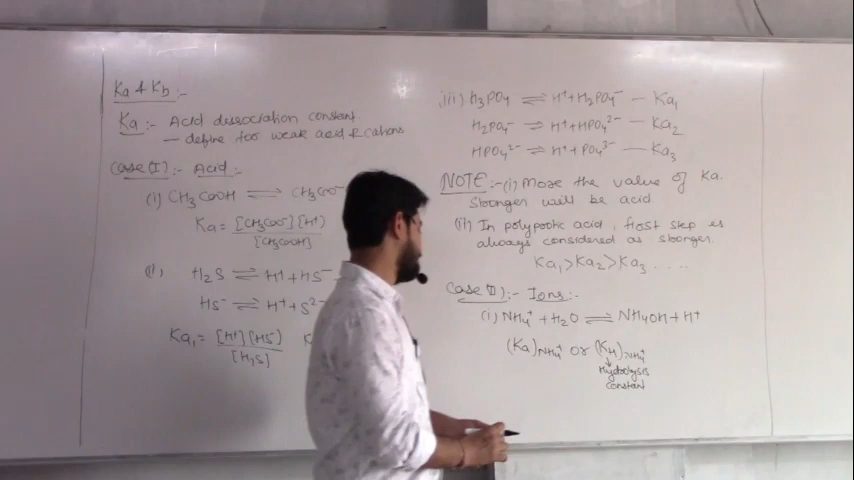 Ka & Kb :-
Ka :- Acid dissociation constant.
— define for weak acid & cations
Case (I) :- Acid :-
(i) CH3COOH ⇌ CH3COO-
Ka = [CH3COO-][H+]
[CH3COOH]
H2S ⇌ H+ + HS-
HS- ⇌ H+ + S2-
Ka1 = [H+][HS-]
[H2S]
iii) H3PO4 ⇌ H+ + H2PO4- — Ka1
H2PO4- ⇌ H+ + HPO42- — Ka2
HPO42- ⇌ H+ + PO43- — Ka3
NOTE :- (i) More the value of Ka.
stronger will be acid
(ii) In polyprotic acid, first step is
always considered as stronger.
Ka1 > Ka2 > Ka3 . . . .
Case (II) :- Ions :-
(i) NH4+ + H2O ⇌ NH4OH + H+
(Ka)NH4+ or (KH)NH4+
↓
Hydrolysis
constant